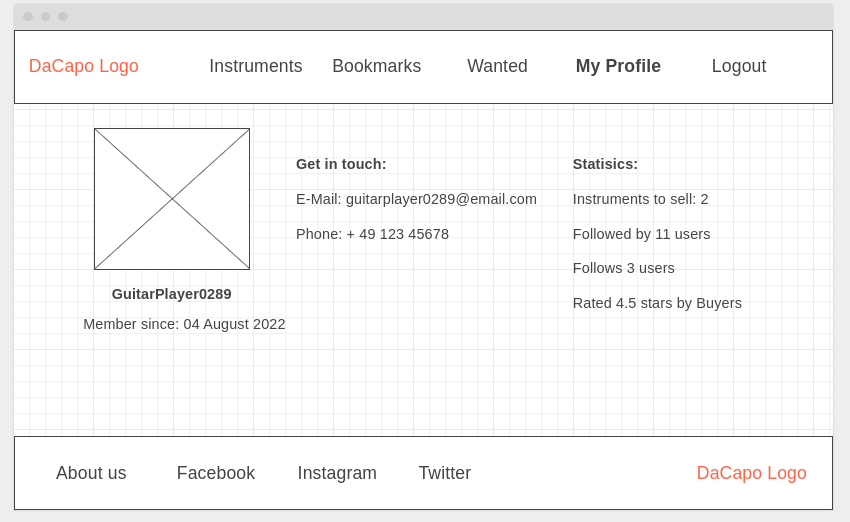 DaCapo Logo Instruments Bookmarks Wanted My Profile Logout
Get in touch:
E-Mail: guitarplayer0289@email.com
Phone: + 49 123 45678
Statisics:
Instruments to sell: 2
Followed by 11 users
Follows 3 users
Rated 4.5 stars by Buyers
GuitarPlayer0289
Member since: 04 August 2022
About us Facebook Instagram Twitter DaCapo Logo